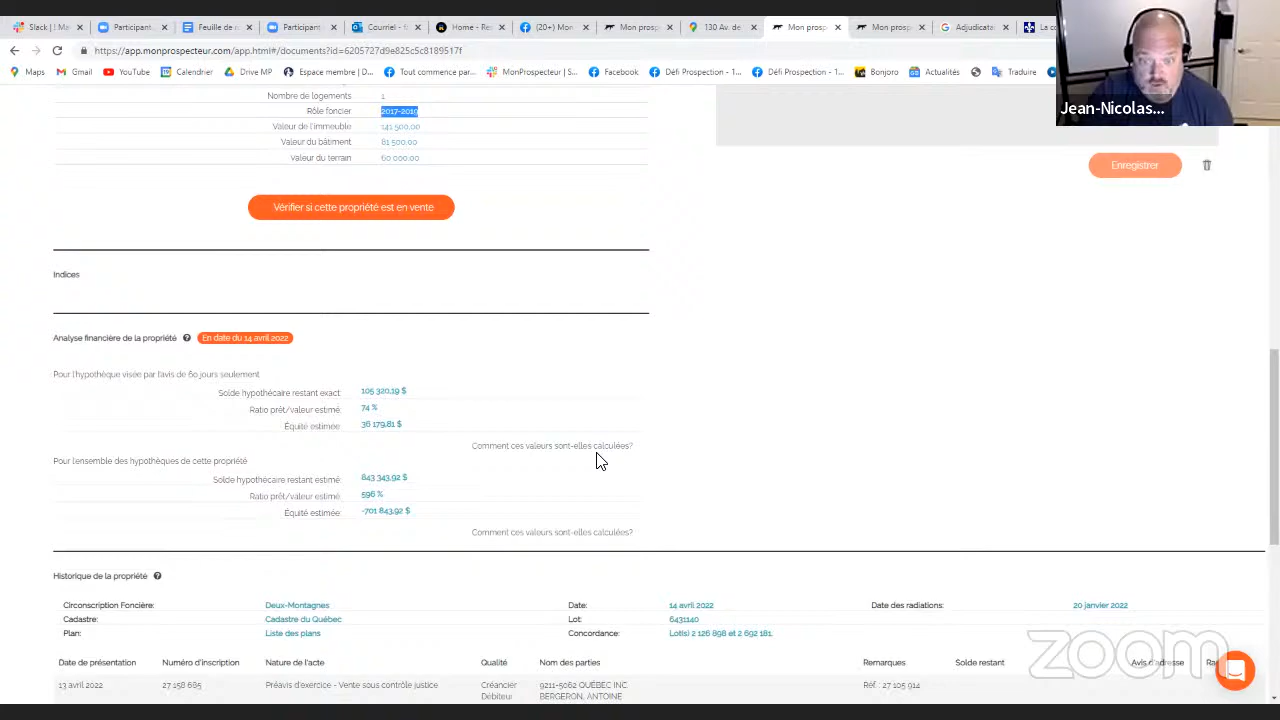 Slack | ! Me
Participant
Feuille de
Participant
Courriel -
Home - Res
(20+) Mon
Mon prosp
130 Av. de
Mon prosp
Mon prosp
Adjudicat
La co
https://app.monprospecteur.com/app.html#/documents?id=6205727d9e825c5c8189517f
Maps
Gmail
YouTube
Calendrier
Drive MP
Espace membre D...
Tout commence par...
MonProspecteur | S...
Facebook
Défi Prospection - 1...
Défi Prospection - 1...
Bonjoro
Actualités
Traduire
Jean-Nicolas...
Nombre de logements 1
Rôle foncier 2017-2019
Valeur de l'immeuble 141 500,00
Valeur du bâtiment 81 500,00
Valeur du terrain 60 000,00
Enregistrer
Vérifier si cette propriété est en vente
Indices
Analyse financière de la propriété En date du 14 avril 2022
Pour l'hypothèque visée par l'avis de 60 jours seulement
Solde hypothécaire restant exact: 105 320,19 $
Ratio prêt/valeur estimé: 74 %
Équité estimée: 36 179,81 $
Comment ces valeurs sont-elles calculées?
Pour l'ensemble des hypothèques de cette propriété
Solde hypothécaire restant estimé: 843 343,92 $
Ratio prêt/valeur estimé: 596 %
Équité estimée: -701 843,92 $
Comment ces valeurs sont-elles calculées?
Historique de la propriété
Circonscription Foncière: Deux-Montagnes Date: 14 avril 2022 Date des radiations: 20 janvier 2022
Cadastre: Cadastre du Québec Lot: 6431140
Plan: Liste des plans Concordance: Lot(s) 2 126 898 et 2 692 181.
zoom
Date de présentation Numéro d'inscription Nature de l'acte Qualité Nom des parties Remarques Solde restant Avis d'adresse
13 avril 2022 27 158 685 Préavis d'exercice - Vente sous contrôle justice Créancier 9211-5062 QUÉBEC INC Réf. : 27 105 914
Débiteur BERGERON, ANTOINE